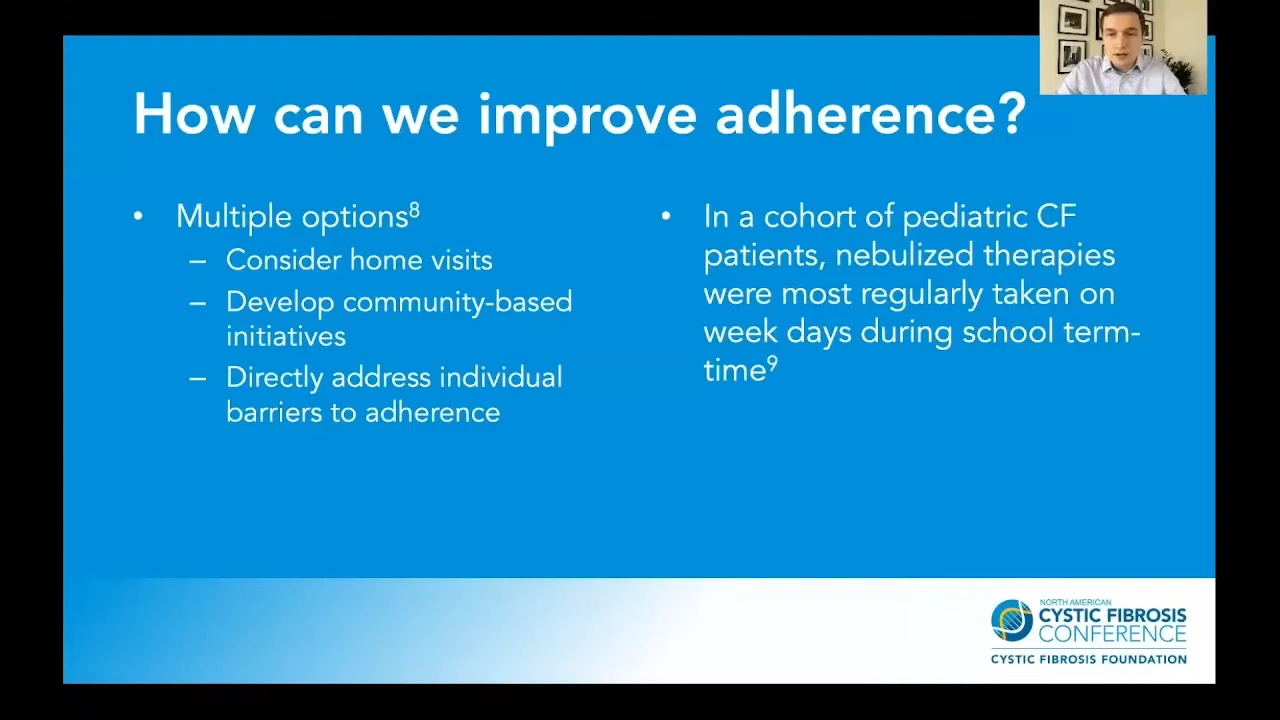 How can we improve adherence?
• Multiple options⁸
– Consider home visits
– Develop community-based
initiatives
– Directly address individual
barriers to adherence
• In a cohort of pediatric CF
patients, nebulized therapies
were most regularly taken on
week days during school term-
time⁹
NORTH AMERICAN
CYSTIC FIBROSIS
CONFERENCE
CYSTIC FIBROSIS FOUNDATION